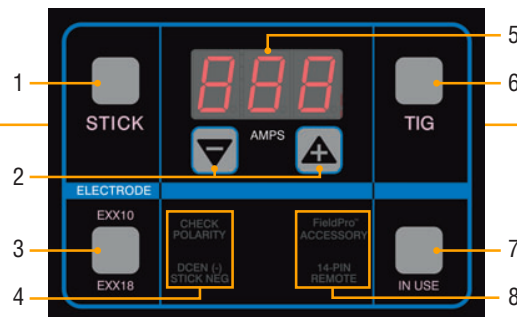 5
1
888
6
STICK
TIG
AMPS
2
ELECTRODE
EXX10
CHECK
POLARITY
FieldPro™
ACCESSORY
3
7
DCEN (-)
STICK NEG
14-PIN
REMOTE
EXX18
IN USE
4
8